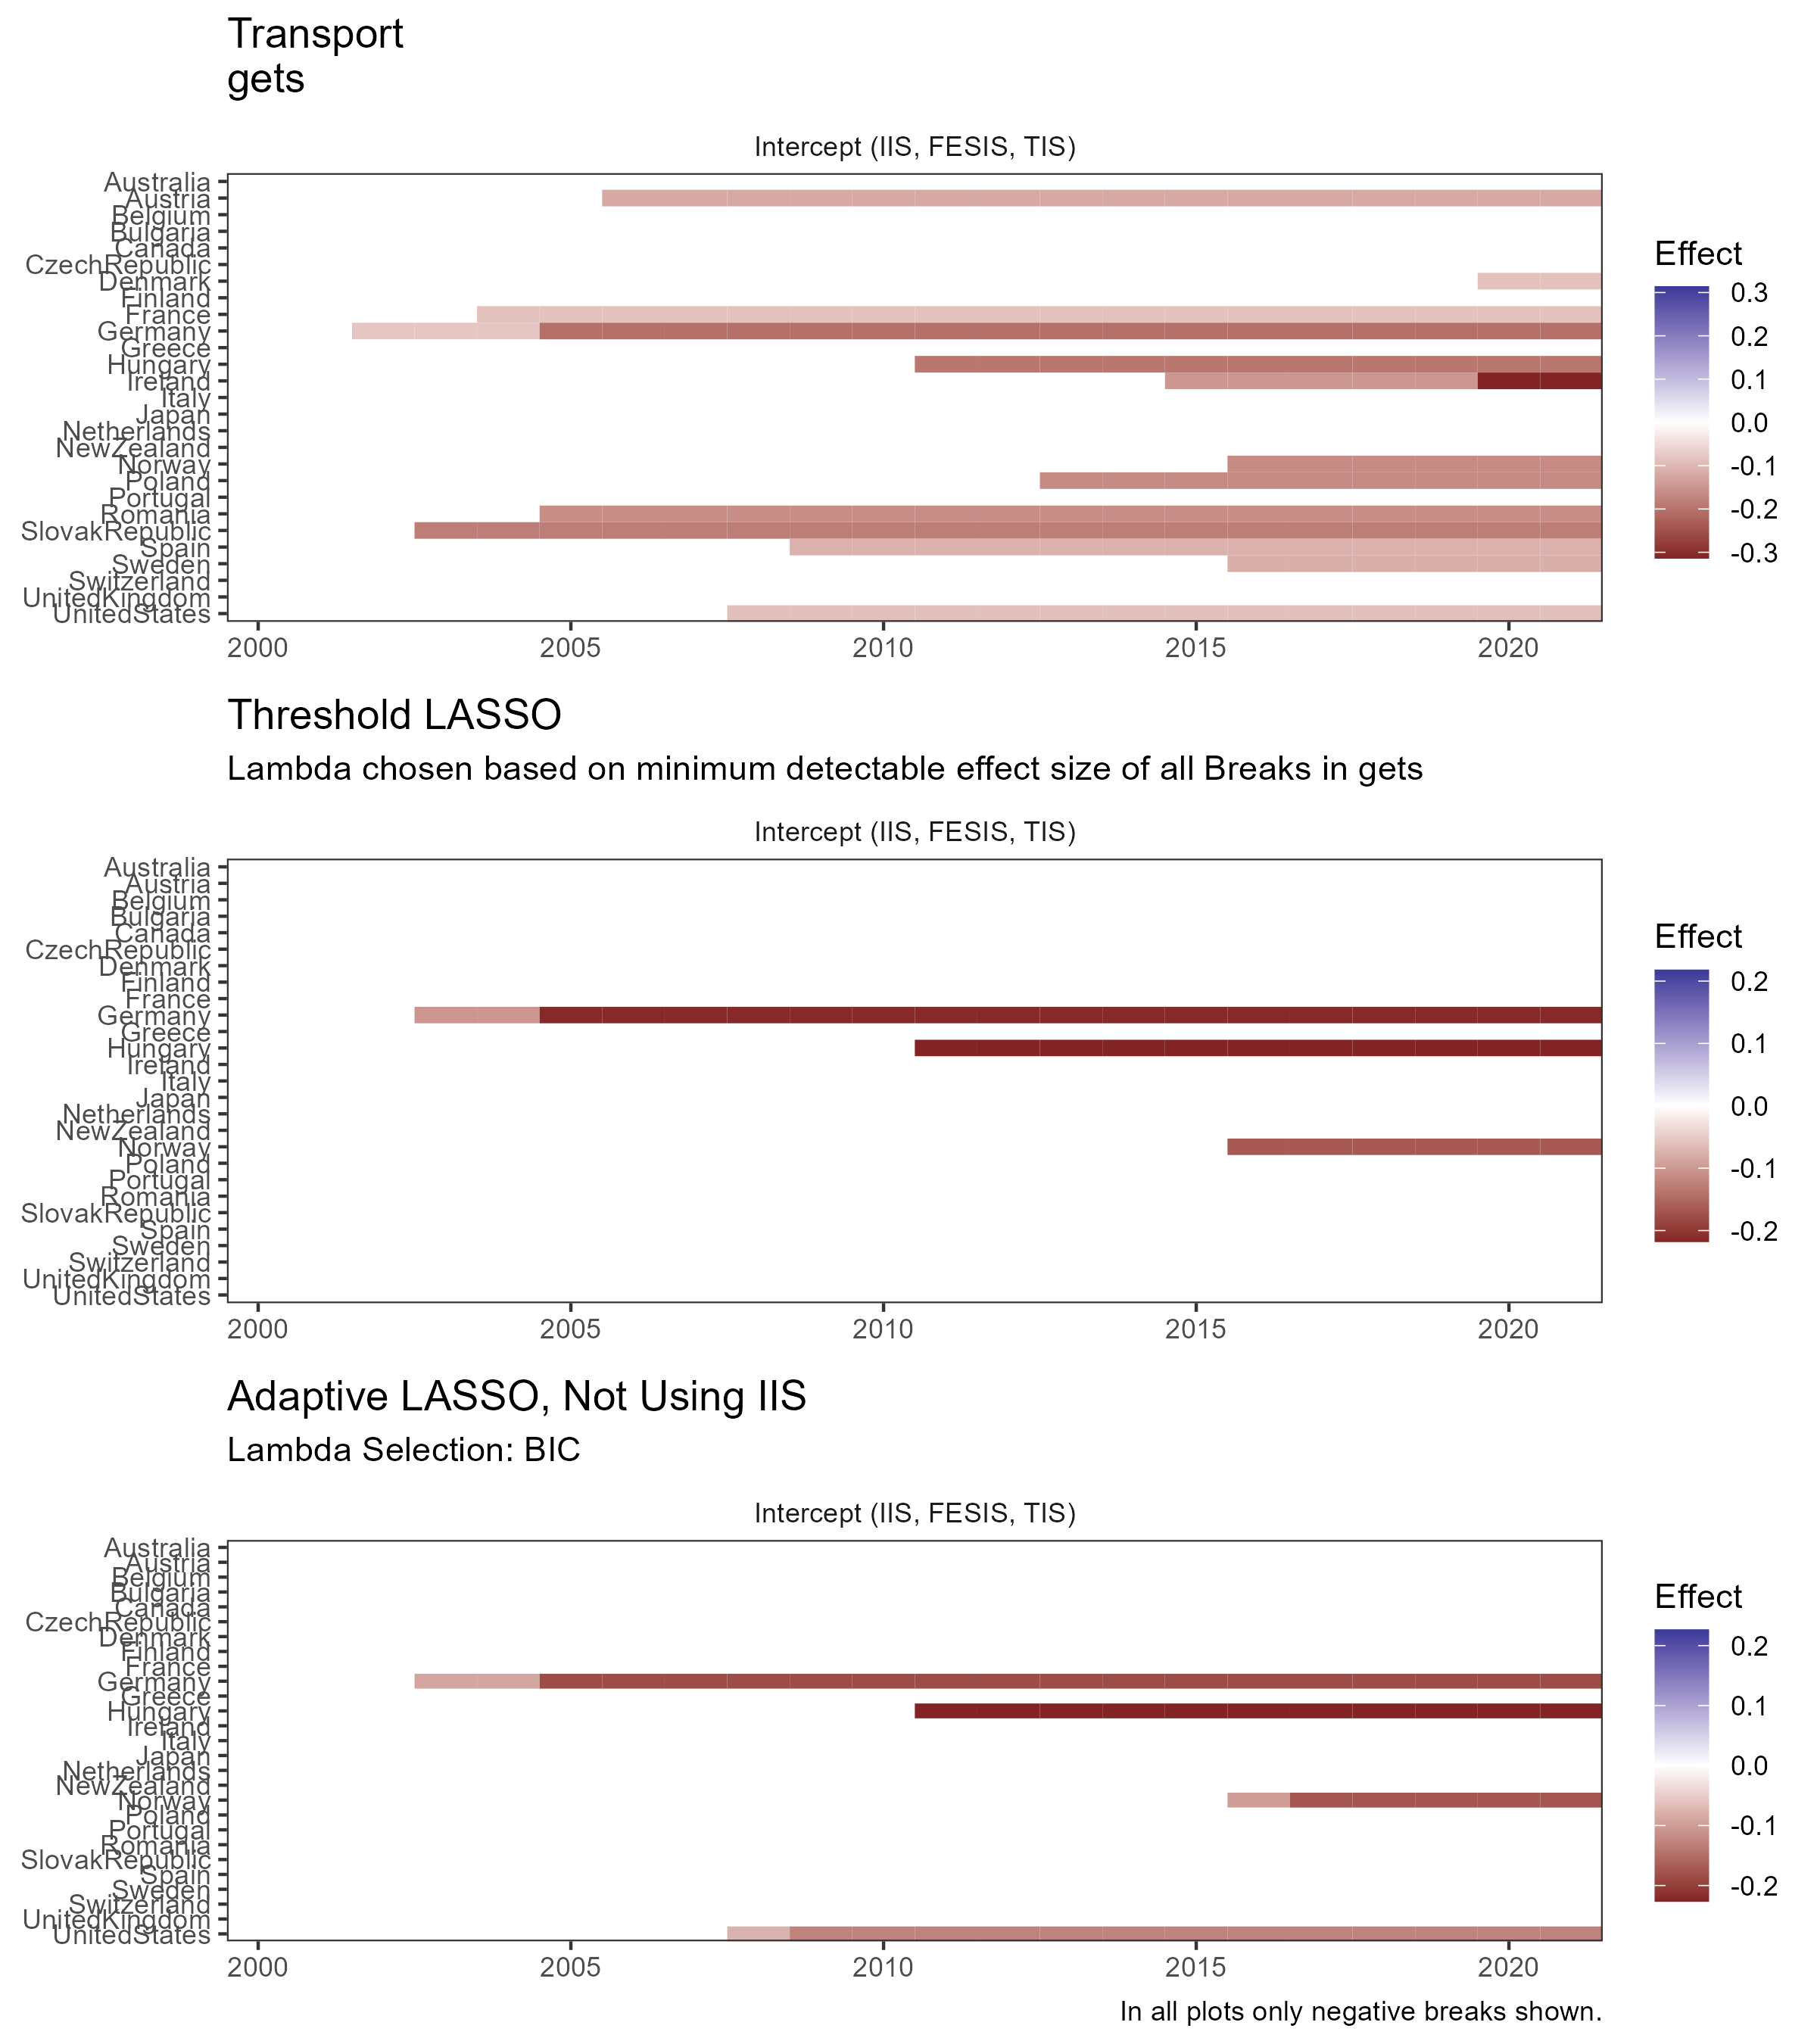 Transport
gets
Intercept (IIS, FESIS, TIS)
Australia
Austria
Belgium
Bulgaria
Canada
CzechRepublic
Denmark
Finland
France
Germany
Greece
Hungary
Ireland
Italy
Japan
Netherlands
NewZealand
Norway
Poland
Portugal
Romania
SlovakRepublic
Spain
Sweden
Switzerland
UnitedKingdom
UnitedStates
2000 2005 2010 2015 2020
Effect
0.3
0.2
0.1
0.0
-0.1
-0.2
-0.3
Threshold LASSO
Lambda chosen based on minimum detectable effect size of all Breaks in gets
Intercept (IIS, FESIS, TIS)
Australia
Austria
Belgium
Bulgaria
Canada
CzechRepublic
Denmark
Finland
France
Germany
Greece
Hungary
Ireland
Italy
Japan
Netherlands
NewZealand
Norway
Poland
Portugal
Romania
SlovakRepublic
Spain
Sweden
Switzerland
UnitedKingdom
UnitedStates
2000 2005 2010 2015 2020
Effect
0.2
0.1
0.0
-0.1
-0.2
Adaptive LASSO, Not Using IIS
Lambda Selection: BIC
Intercept (IIS, FESIS, TIS)
Australia
Austria
Belgium
Bulgaria
Canada
CzechRepublic
Denmark
Finland
France
Germany
Greece
Hungary
Ireland
Italy
Japan
Netherlands
NewZealand
Norway
Poland
Portugal
Romania
SlovakRepublic
Spain
Sweden
Switzerland
UnitedKingdom
UnitedStates
2000 2005 2010 2015 2020
Effect
0.2
0.1
0.0
-0.1
-0.2
In all plots only negative breaks shown.